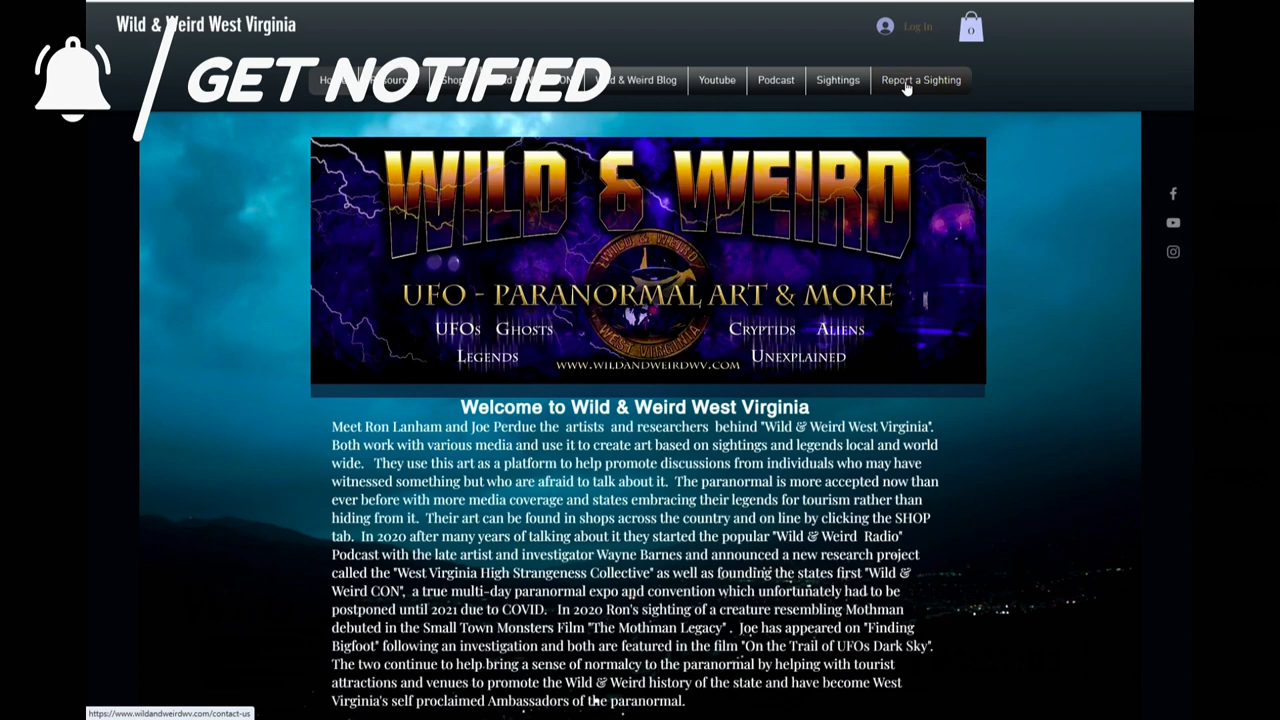 Wild & Weird West Virginia
Log In
0
GET NOTIFIED
Wild & Weird Blog
Youtube
Podcast
Sightings
Report a Sighting
WILD & WEIRD
WILD & WEIRD
UFO - PARANORMAL ART & MORE
UFOs Ghosts
Cryptids Aliens
Legends
Unexplained
WEST VIRGINIA
WWW.WILDANDWEIRDWV.COM
Welcome to Wild & Weird West Virginia
Meet Ron Lanham and Joe Perdue the artists and researchers behind "Wild & Weird West Virginia".
Both work with various media and use it to create art based on sightings and legends local and world
wide. They use this art as a platform to help promote discussions from individuals who may have
witnessed something but who are afraid to talk about it. The paranormal is more accepted now than
ever before with more media coverage and states embracing their legends for tourism rather than
hiding from it. Their art can be found in shops across the country and on line by clicking the SHOP
tab. In 2020 after many years of talking about it they started the popular "Wild & Weird Radio"
Podcast with the late artist and investigator Wayne Barnes and announced a new research project
called the "West Virginia High Strangeness Collective" as well as founding the states first "Wild &
Weird CON", a true multi-day paranormal expo and convention which unfortunately had to be
postponed until 2021 due to COVID. In 2020 Ron's sighting of a creature resembling Mothman
debuted in the Small Town Monsters Film "The Mothman Legacy" . Joe has appeared on "Finding
Bigfoot" following an investigation and both are featured in the film "On the Trail of UFOs Dark Sky".
The two continue to help bring a sense of normalcy to the paranormal by helping with tourist
attractions and venues to promote the Wild & Weird history of the state and have become West
Virginia's self proclaimed Ambassadors of the paranormal.
https://www.wildandweirdwv.com/contact-us